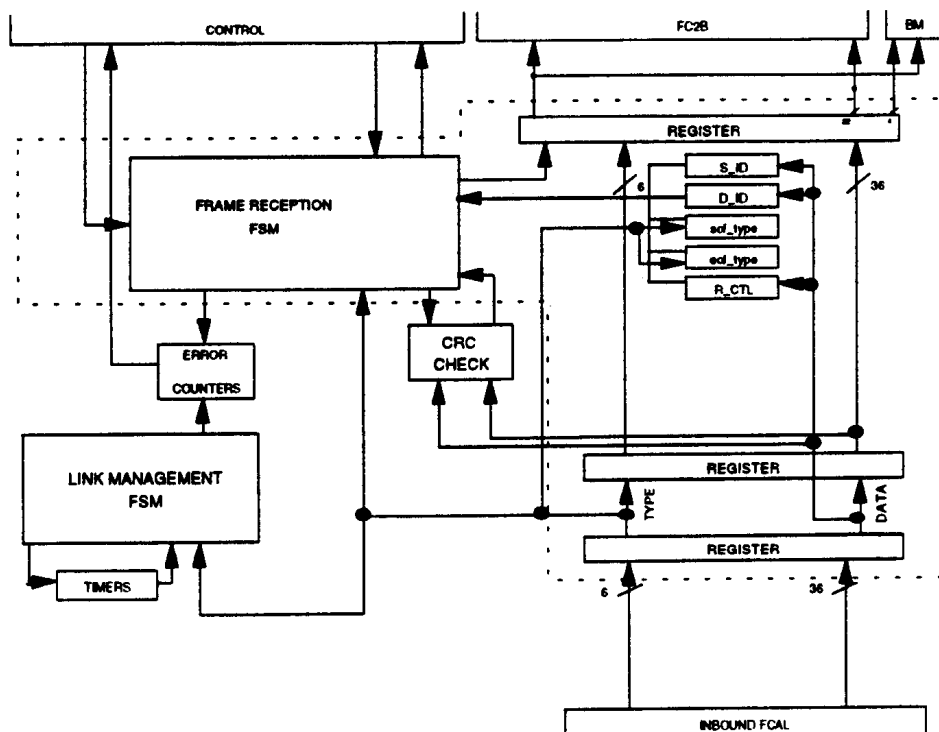 CONTROL
FC2B
BM
REGISTER
FRAME RECEPTION
FSM
6
S_ID
D_ID
sof_type
eof_type
R_CTL
36
ERROR
COUNTERS
CRC
CHECK
LINK MANAGEMENT
FSM
TIMERS
REGISTER
TYPE
DATA
REGISTER
6
36
INBOUND FCAL